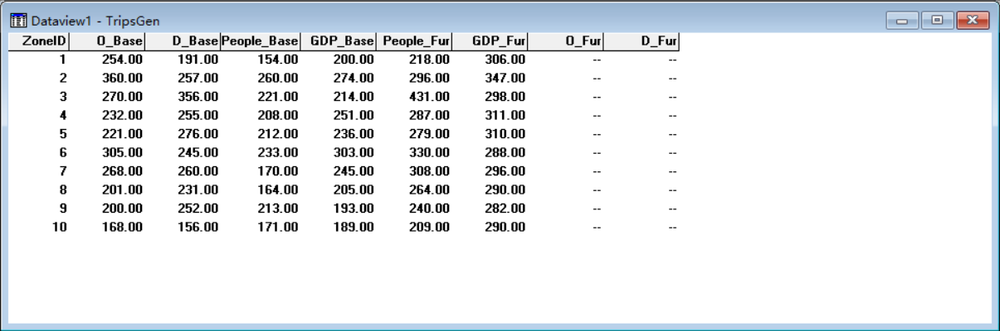 Dataview1 - TripsGen
ZoneID O_Base D_Base People_Base GDP_Base People_Fur GDP_Fur O_Fur D_Fur
1 254.00 191.00 154.00 200.00 218.00 306.00 -- --
2 360.00 257.00 260.00 274.00 296.00 347.00 -- --
3 270.00 356.00 221.00 214.00 431.00 298.00 -- --
4 232.00 255.00 208.00 251.00 287.00 311.00 -- --
5 221.00 276.00 212.00 236.00 279.00 310.00 -- --
6 305.00 245.00 233.00 303.00 330.00 288.00 -- --
7 268.00 260.00 170.00 245.00 308.00 296.00 -- --
8 201.00 231.00 164.00 205.00 264.00 290.00 -- --
9 200.00 252.00 213.00 193.00 240.00 282.00 -- --
10 168.00 156.00 171.00 189.00 209.00 290.00 -- --